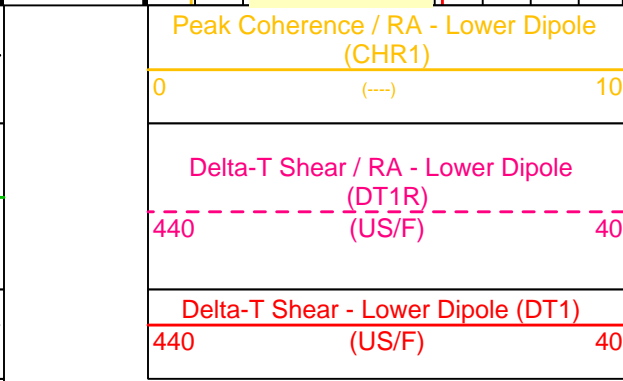 Peak Coherence / RA - Lower Dipole
(CHR1)
0 (----) 10
Delta-T Shear / RA - Lower Dipole
(DT1R)
440 (US/F) 40
Delta-T Shear - Lower Dipole (DT1)
440 (US/F) 40